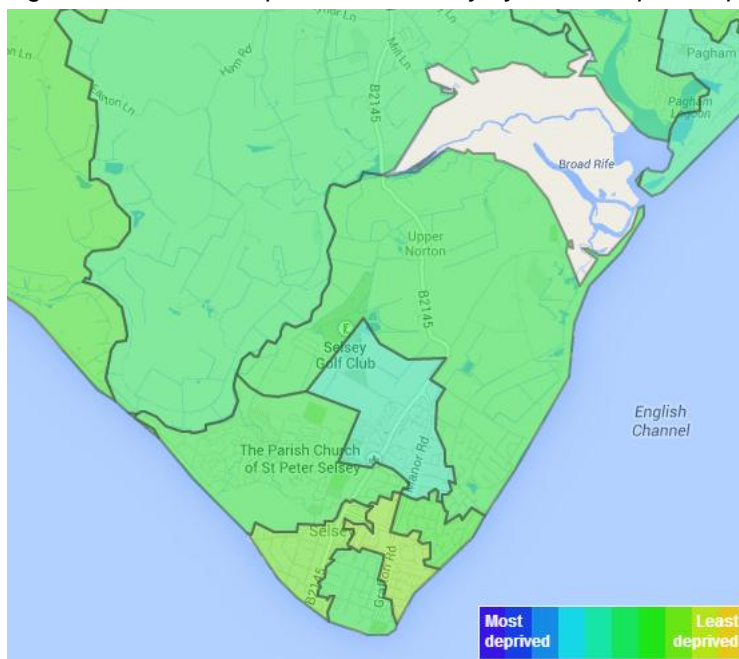 Ham Rd
Mill Ln
B2145
Pagham
Pagham
Lagoon
Broad Rife
Upper
Norton
B2145
Selsey
Golf Club
English
Channel
The Parish Church
of St Peter Selsey
Manor Rd
B2145
Most
deprived
Least
deprived